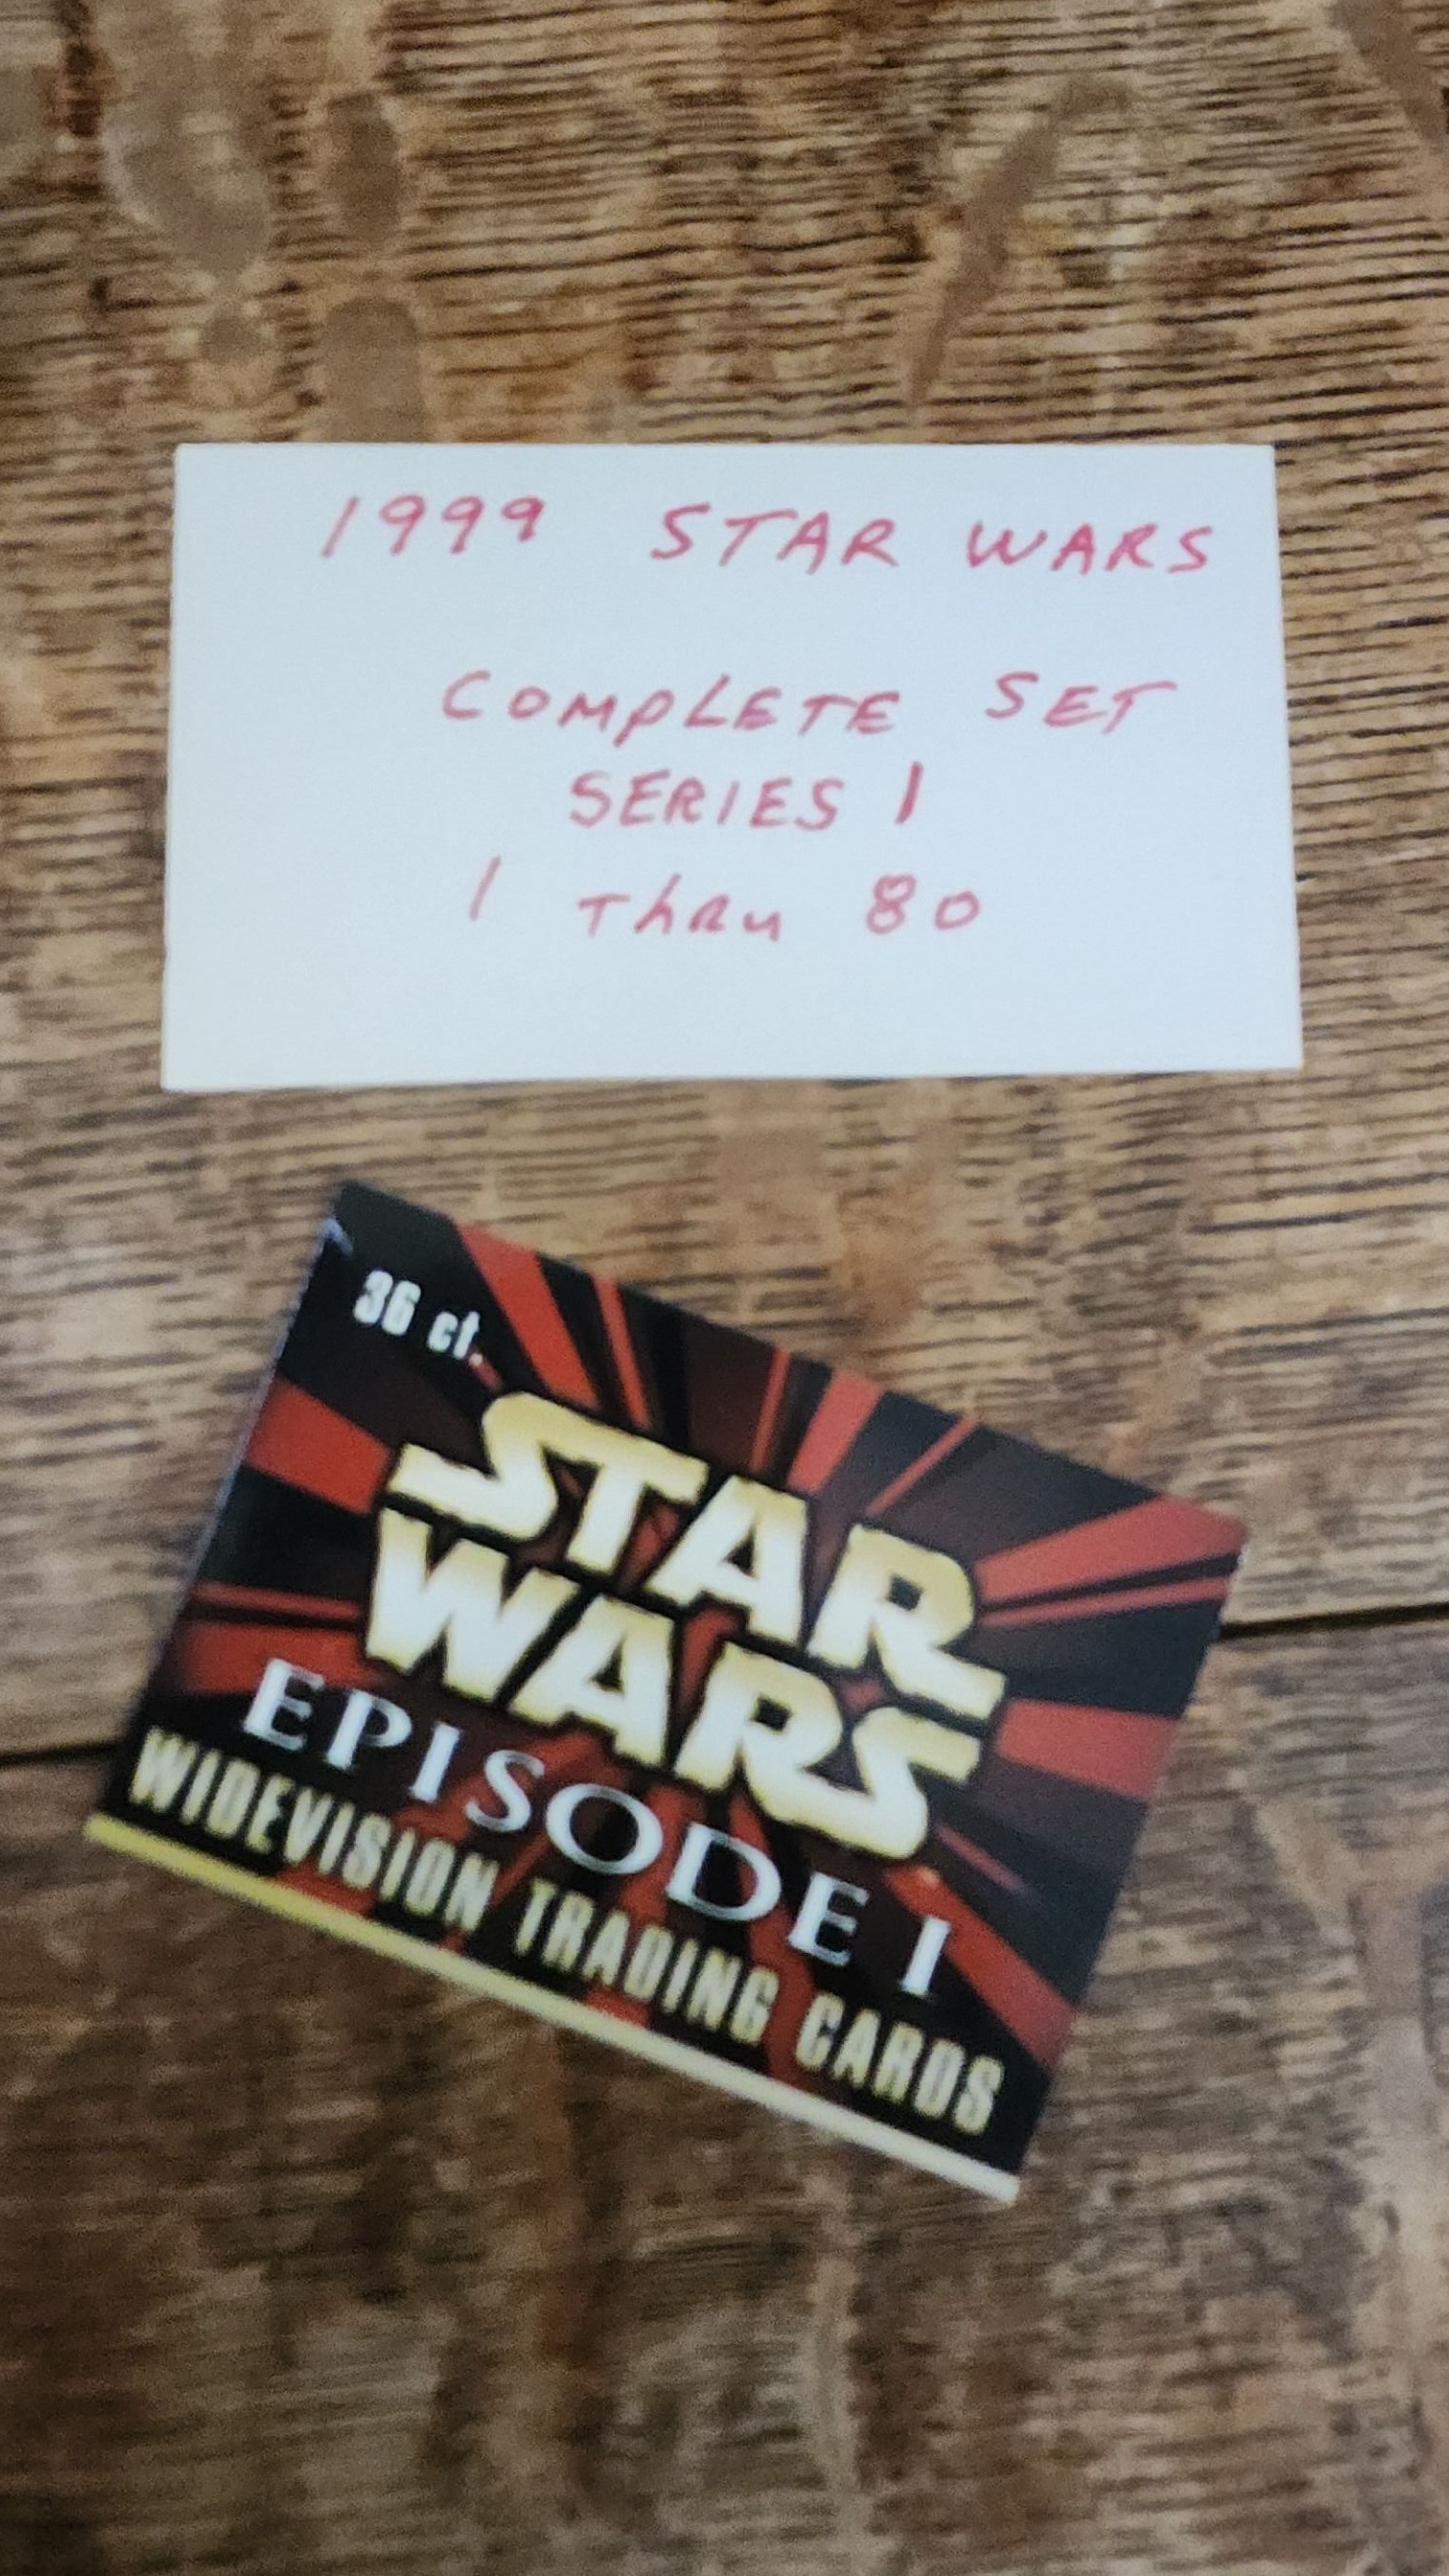 1999 STAR WARS
COMPLETE SET
SERIES 1
1 Thru 80
36 ct.
STAR
WARS
EPISODE I
WIDEVISION TRADING CARDS